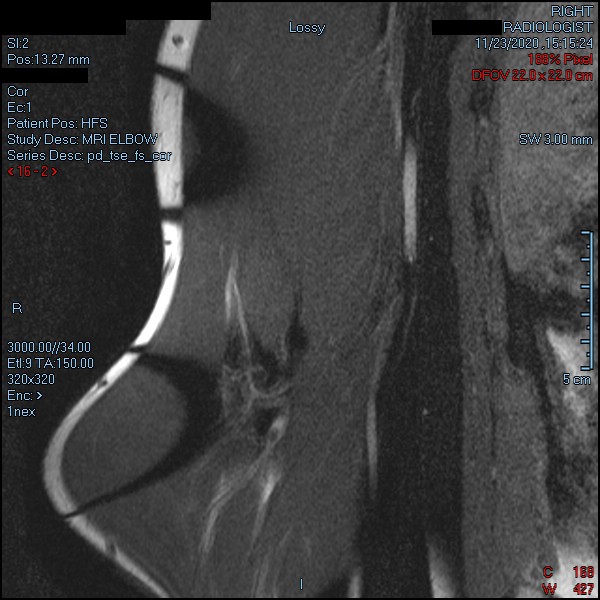 RIGHT
Lossy
RADIOLOGIST
SI:2
11/23/2020 ,15:15:24
Pos:13.27 mm
188% Pixel
DFOV 22.0 x 22.0 cm
Cor
Ec:1
Patient Pos: HFS
Study Desc: MRI ELBOW
SW 3.00 mm
Series Desc: pd_tse_fs_cor
< 16 - 2 >
R
3000.00//34.00
Etl:9 TA:150.00
320x320
5 cm
Enc: >
1nex
I
C 168
W 427